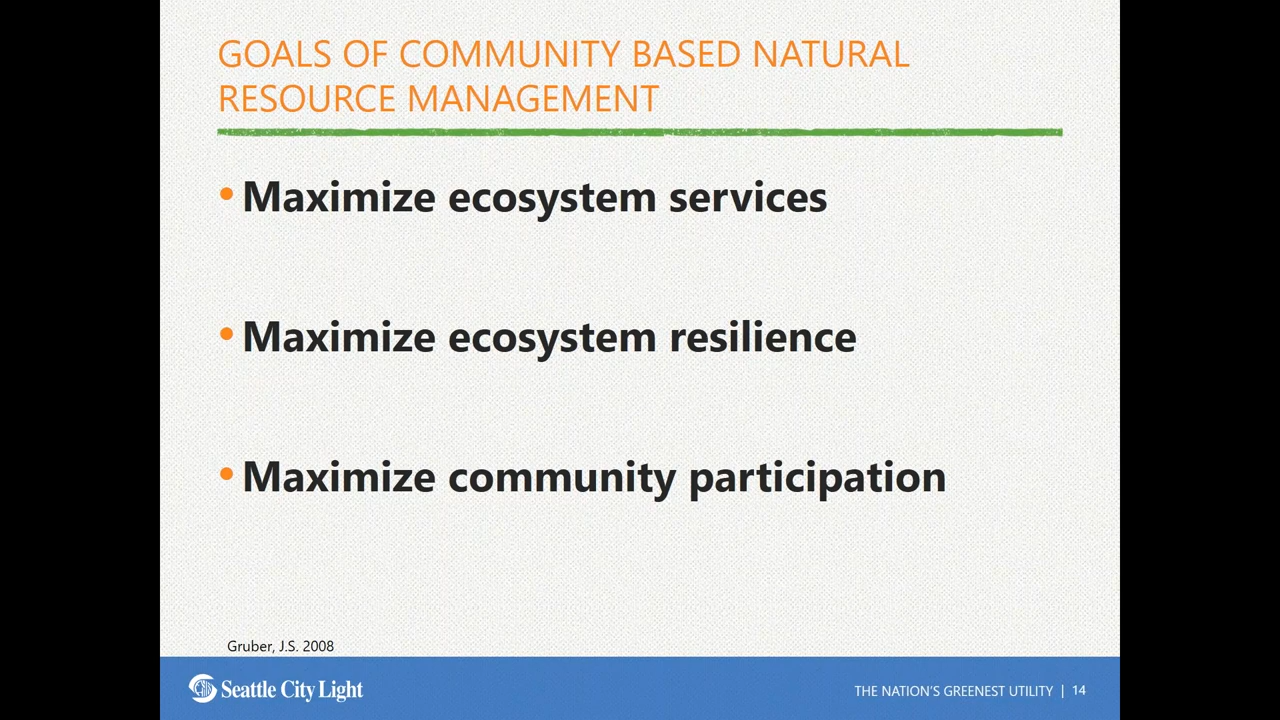 GOALS OF COMMUNITY BASED NATURAL
RESOURCE MANAGEMENT
• Maximize ecosystem services
• Maximize ecosystem resilience
• Maximize community participation
Gruber, J.S. 2008
Seattle City Light
THE NATION'S GREENEST UTILITY | 14